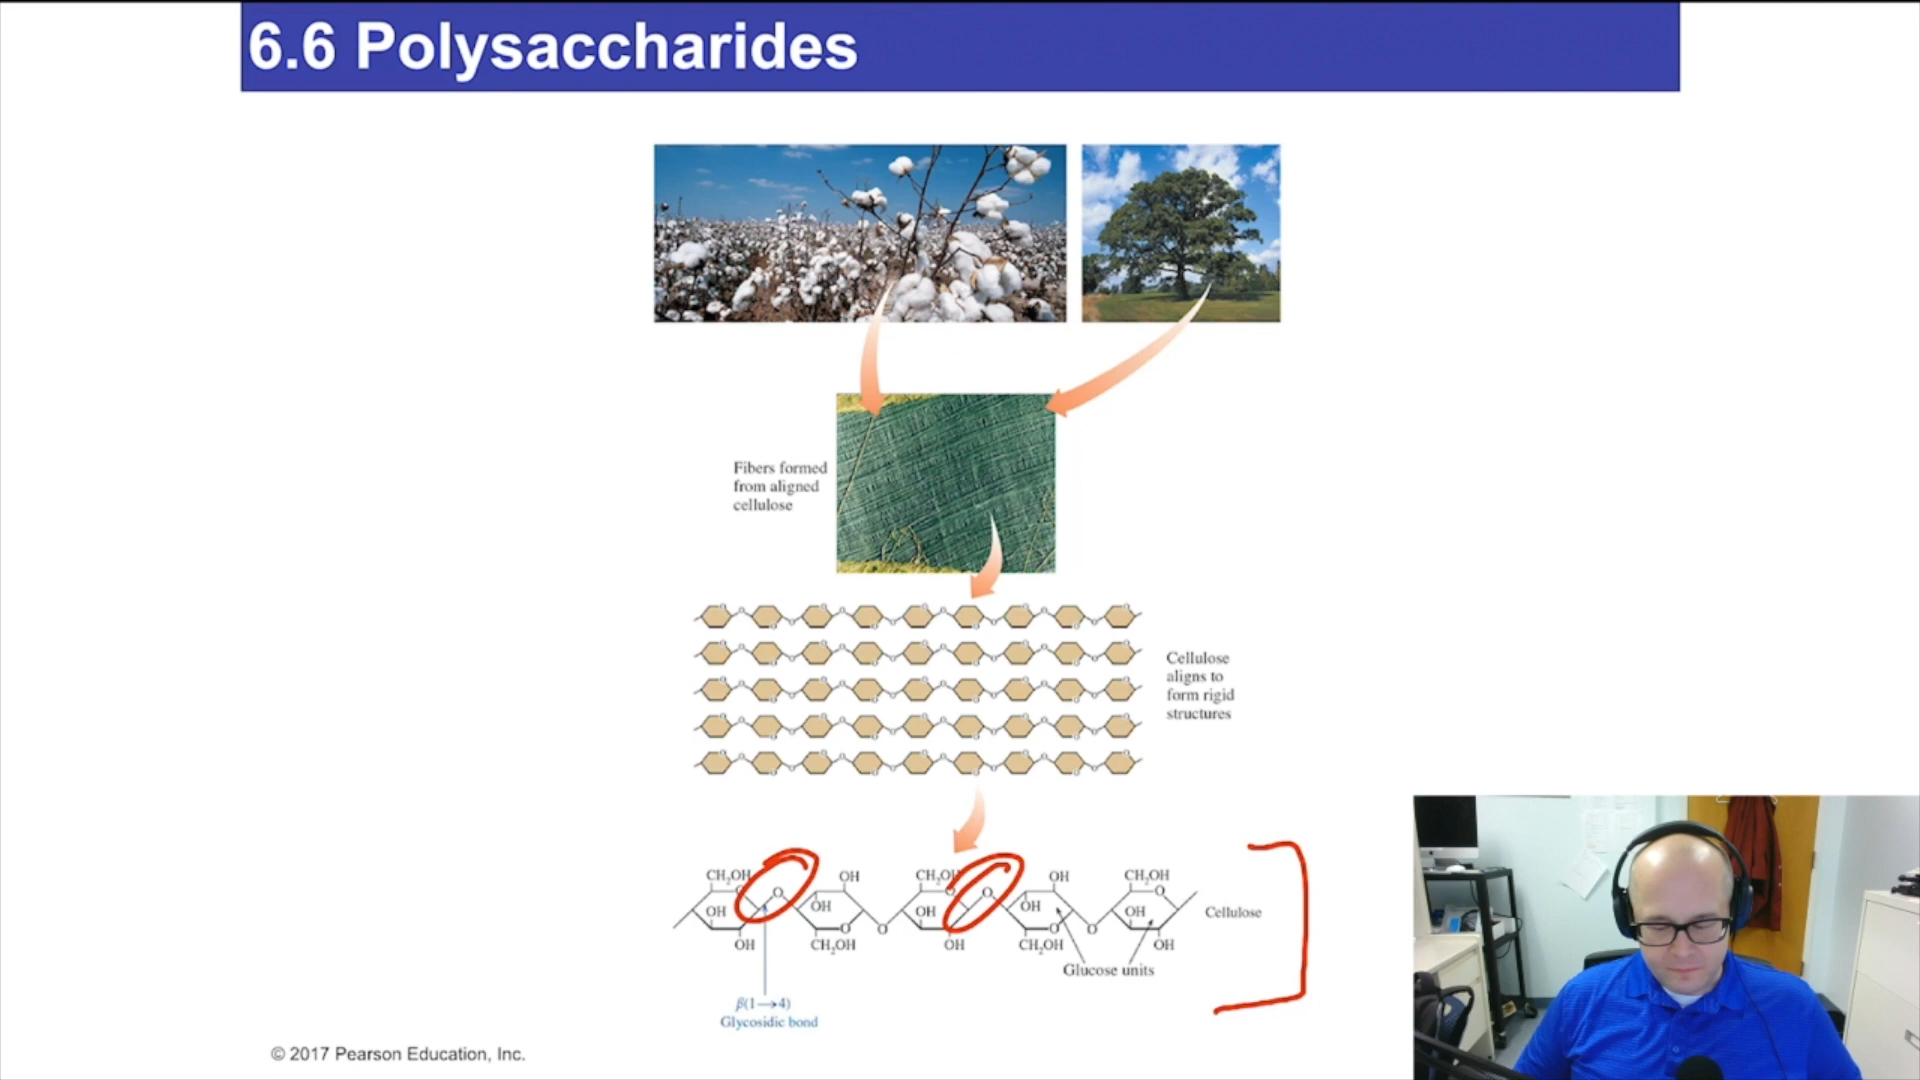 6.6 Polysaccharides
Fibers formed
from aligned
cellulose
Cellulose
aligns to
form rigid
structures
CH₂OH OH CH₂OH OH CH₂OH
O O O O O
OH OH OH OH OH
O O O O
OH CH₂OH OH CH₂OH OH
Cellulose
Glucose units
β(1→4)
Glycosidic bond
© 2017 Pearson Education, Inc.